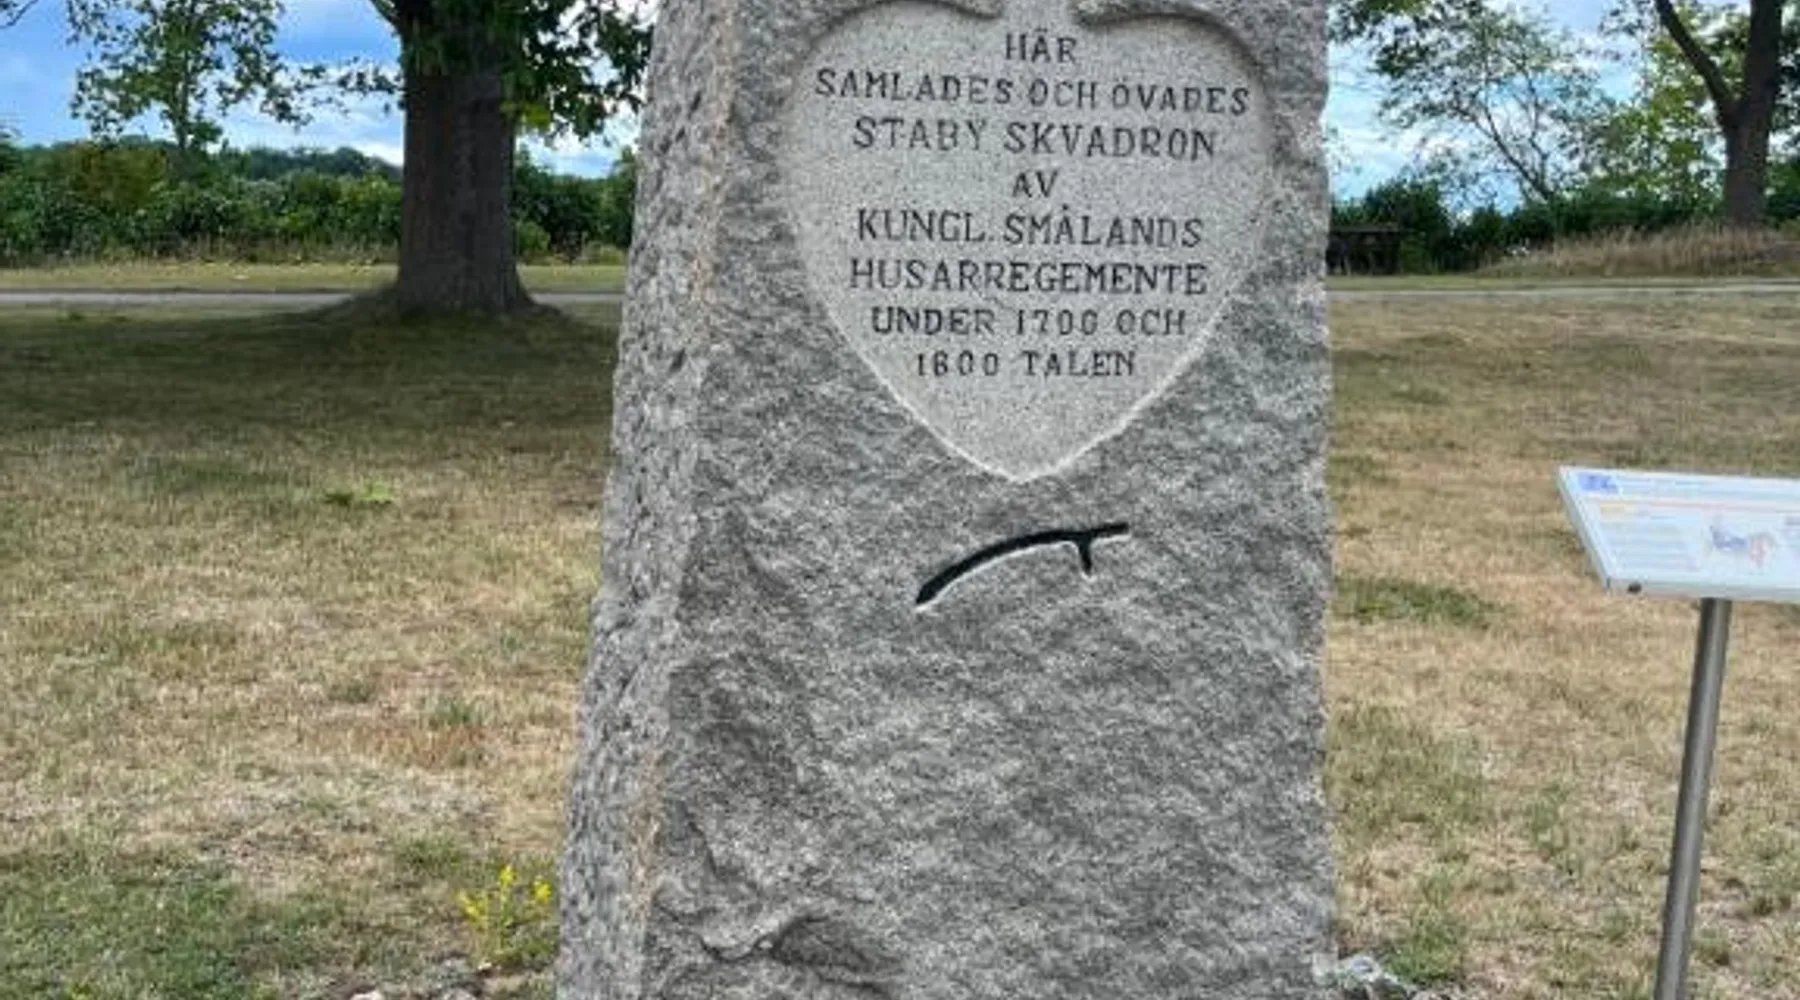 HÄR
SAMLADES OCH ÖVADES
STABY SKVADRON
AV
KUNGL. SMÅLANDS
HUSARREGEMENTE
UNDER 1700 OCH
1800 TALEN